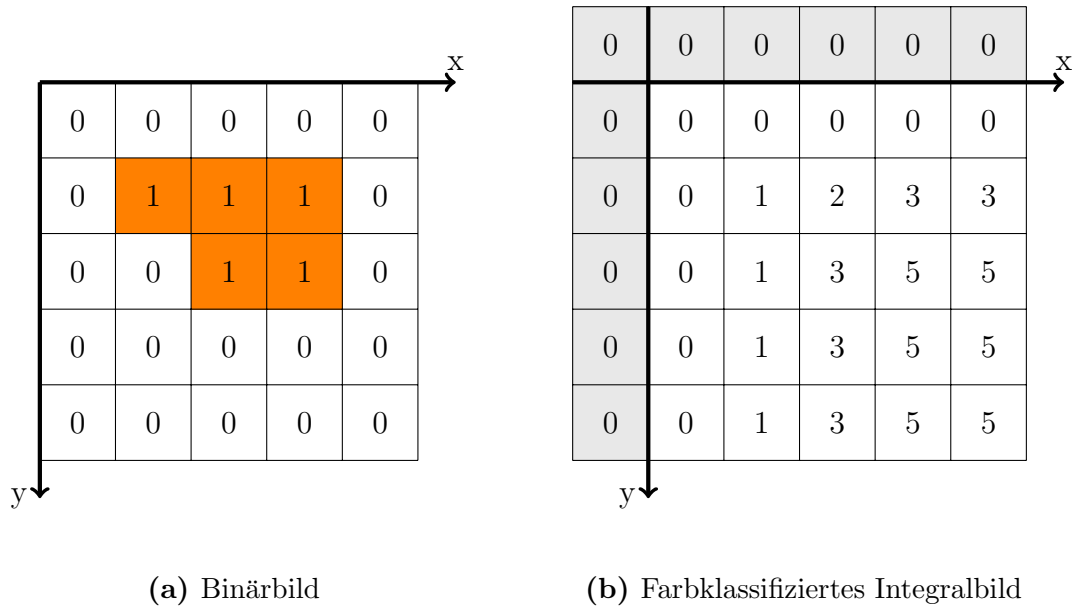 0 0 0 0 0 0
x x
0 0 0 0 0 0 0 0 0 0 0
0 1 1 1 0 0 0 1 2 3 3
0 0 1 1 0 0 0 1 3 5 5
0 0 0 0 0 0 0 1 3 5 5
0 0 0 0 0 0 0 1 3 5 5
y y
(a) Binärbild (b) Farbklassifiziertes Integralbild